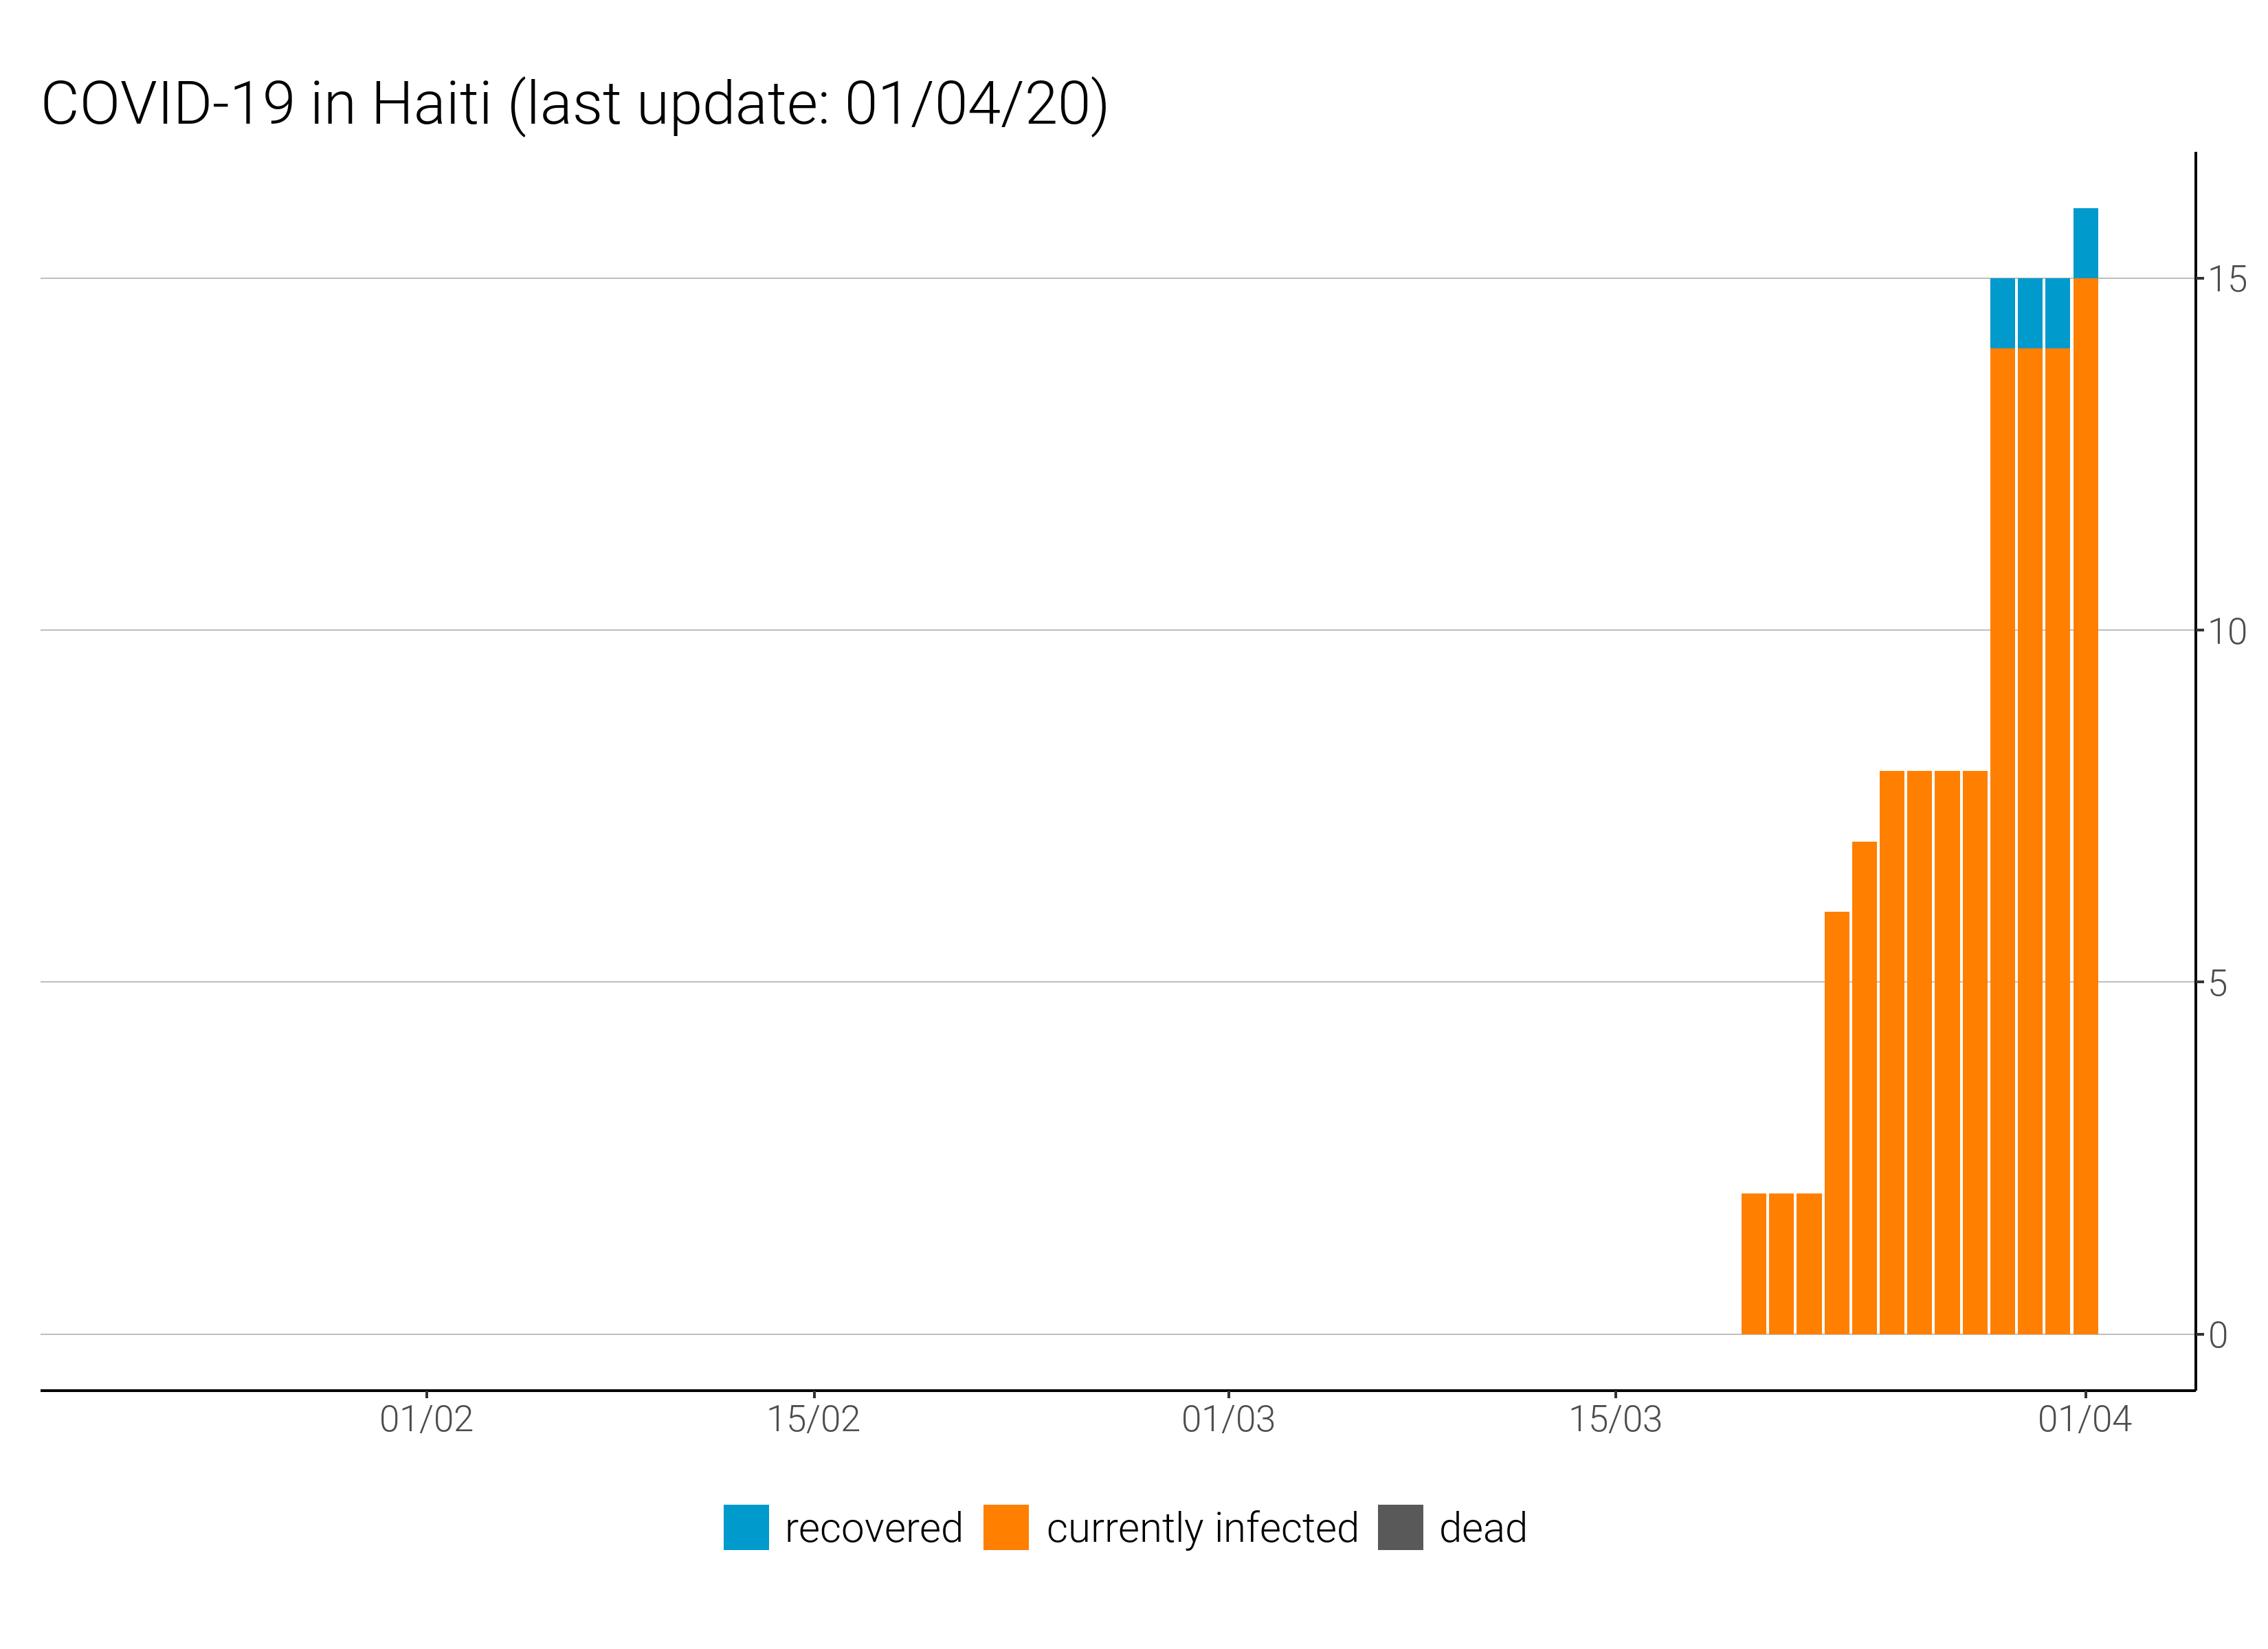 COVID-19 in Haiti (last update: 01/04/20)
15
10
5
0
01/02 15/02 01/03 15/03 01/04
recovered currently infected dead